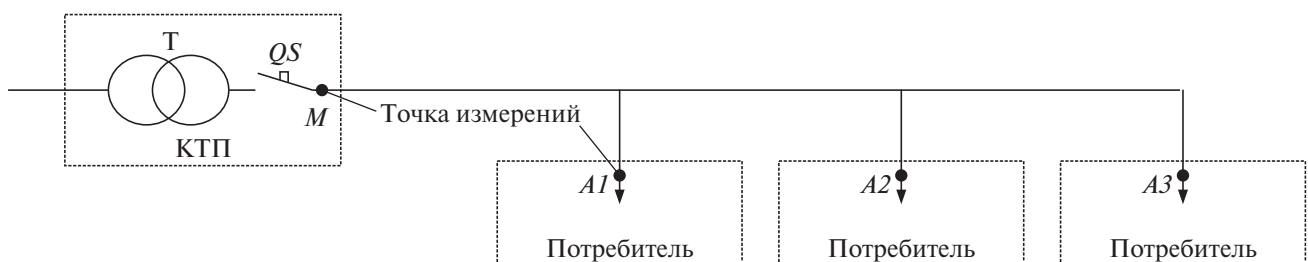 Т
QS
M
КТП
Точка измерений
A1
A2
A3
Потребитель
Потребитель
Потребитель